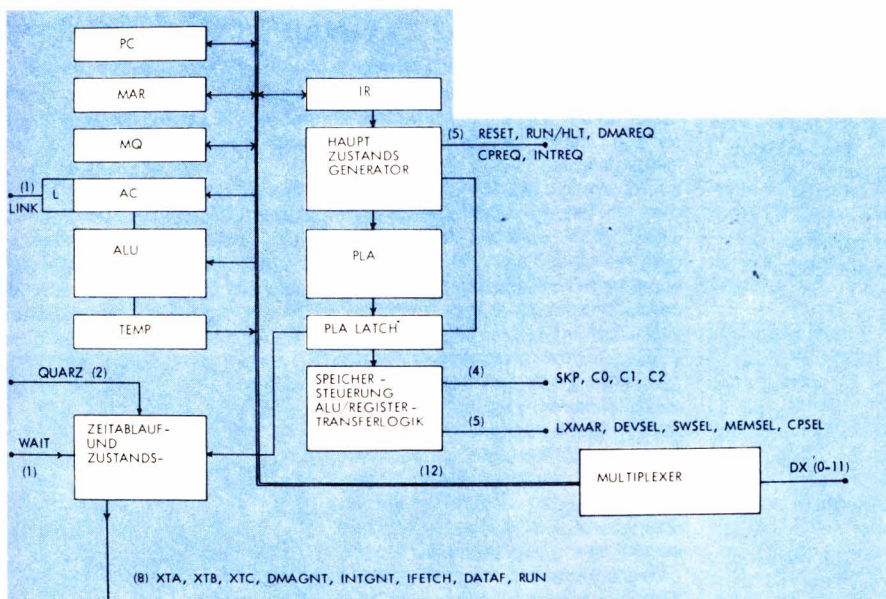 PC
MAR
MQ
(1)
LINK
L
AC
ALU
TEMP
IR
HAUPT
ZUSTANDS
GENERATOR
(5) RESET, RUN/HLT, DMAREQ
CPREQ, INTREQ
PLA
PLA LATCH
SPEICHER -
STEUERUNG
ALU/REGISTER-
TRANSFERLOGIK
(4)
SKP, C0, C1, C2
(5)
LXMAR, DEVSEL, SWSEL, MEMSEL, CPSEL
QUARZ (2)
WAIT
(1)
ZEITABLAUF-
UND
ZUSTANDS-
(12)
MULTIPLEXER
DX (0-11)
(8) XTA, XTB, XTC, DMAGNT, INTGNT, IFETCH, DATAF, RUN